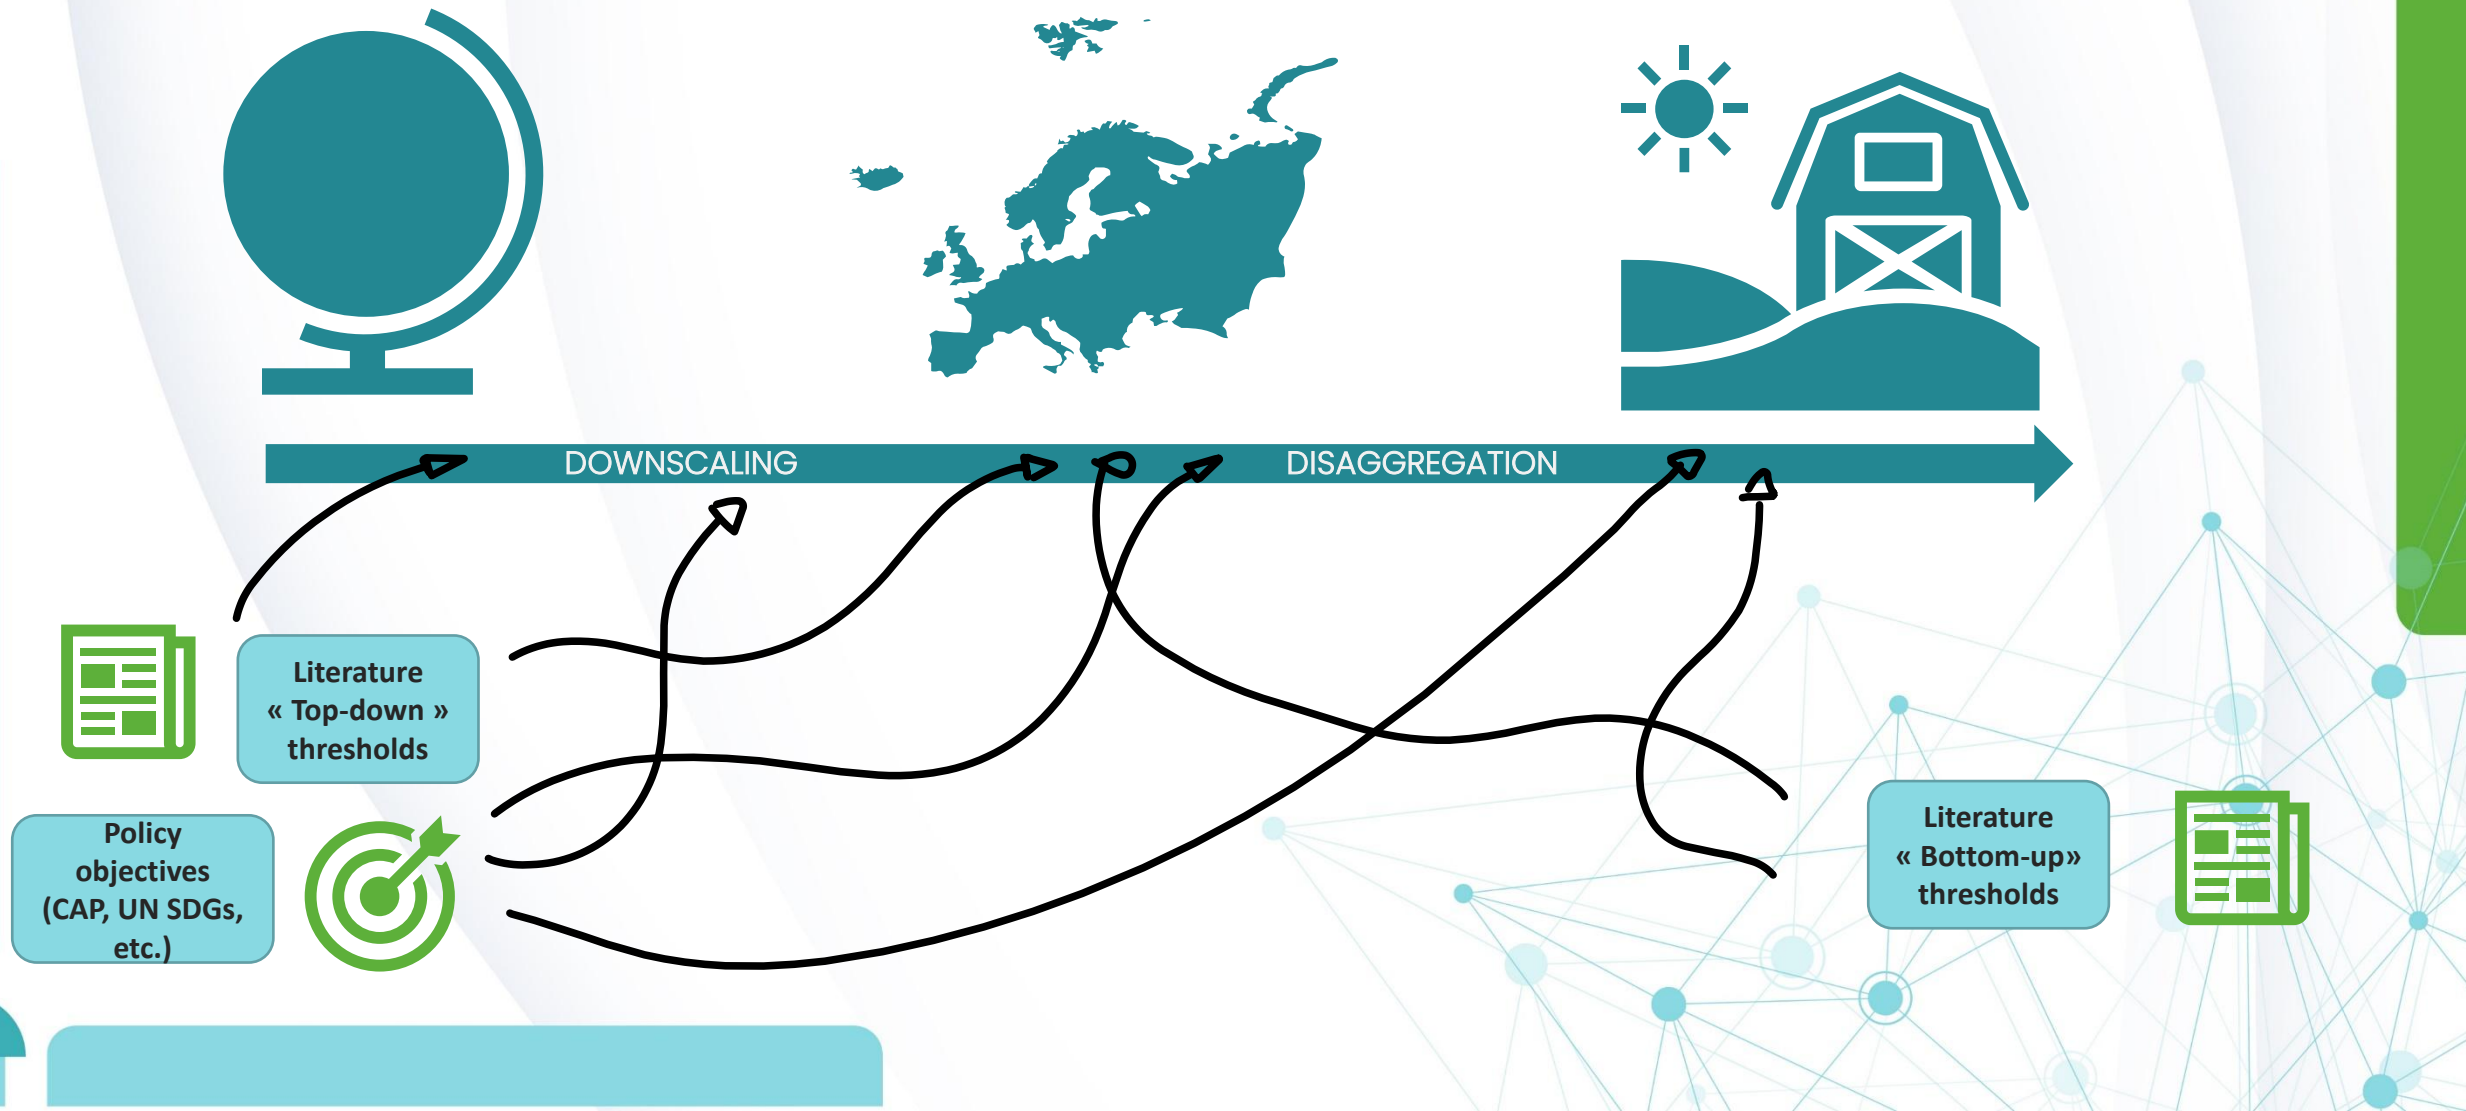 DOWNSCALING
DISAGGREGATION
Literature
« Top-down »
thresholds
Policy
objectives
(CAP, UN SDGs,
etc.)
Literature
« Bottom-up»
thresholds